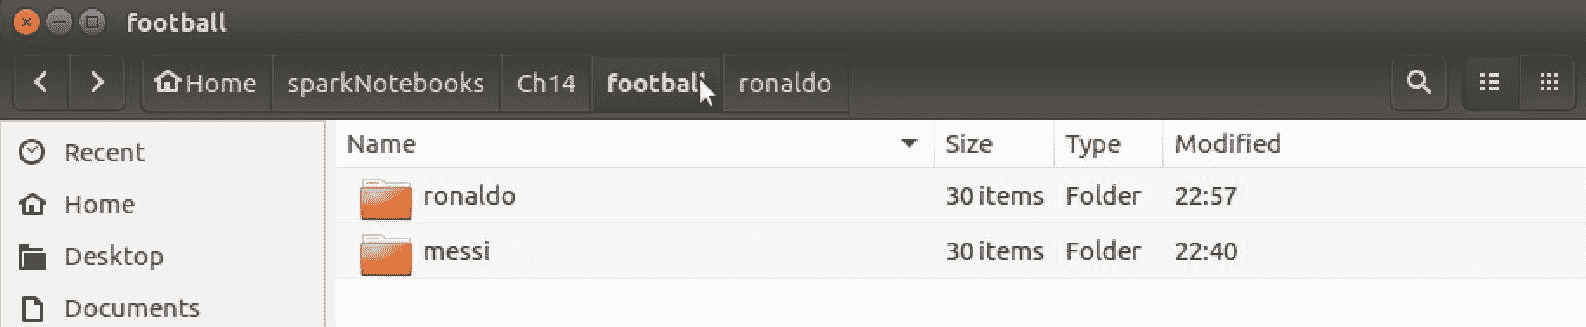 football
Home sparkNotebooks Ch14 football ronaldo
Recent
Home
Desktop
Documents
Name Size Type Modified
ronaldo 30 items Folder 22:57
messi 30 items Folder 22:40